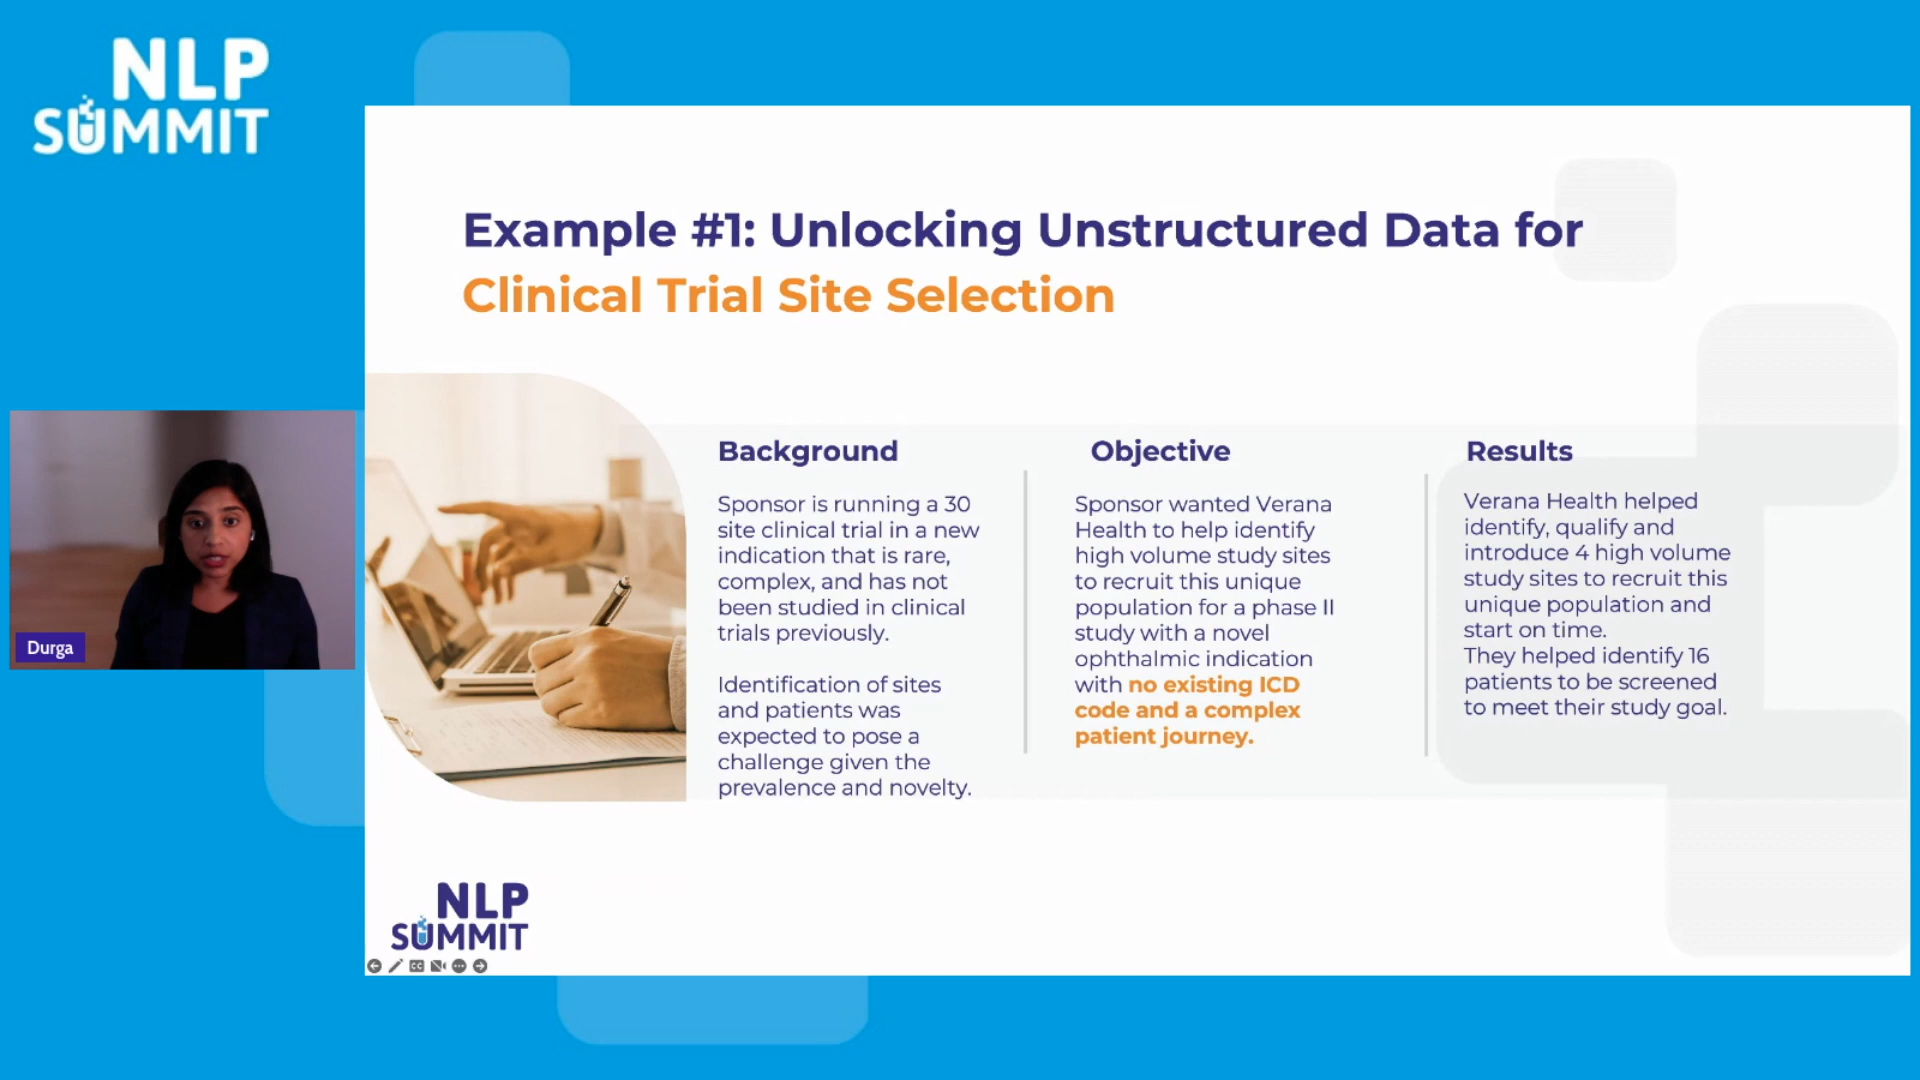 NLP
SUMMIT
Example #1: Unlocking Unstructured Data for
Clinical Trial Site Selection
Background
Sponsor is running a 30
site clinical trial in a new
indication that is rare,
complex, and has not
been studied in clinical
trials previously.
Identification of sites
and patients was
expected to pose a
challenge given the
prevalence and novelty.
Objective
Sponsor wanted Verana
Health to help identify
high volume study sites
to recruit this unique
population for a phase II
study with a novel
ophthalmic indication
with no existing ICD
code and a complex
patient journey.
Results
Verana Health helped
identify, qualify and
introduce 4 high volume
study sites to recruit this
unique population and
start on time.
They helped identify 16
patients to be screened
to meet their study goal.
Durga
NLP
SUMMIT
CC